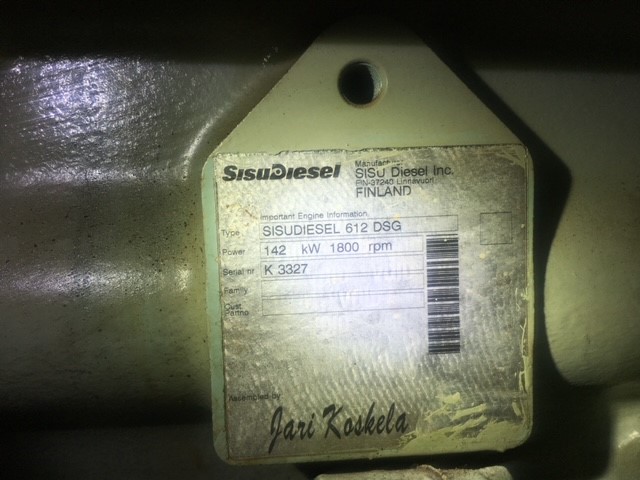 SisuDiesel
Manufacturer
SISU Diesel Inc.
FIN-37240 Linnavuori
FINLAND
Important Engine Information
Type SISUDIESEL 612 DSG
Power 142 kW 1800 rpm
Serial nr K 3327
Family
Cust.
Partno
Assembled by
Jari Koskela